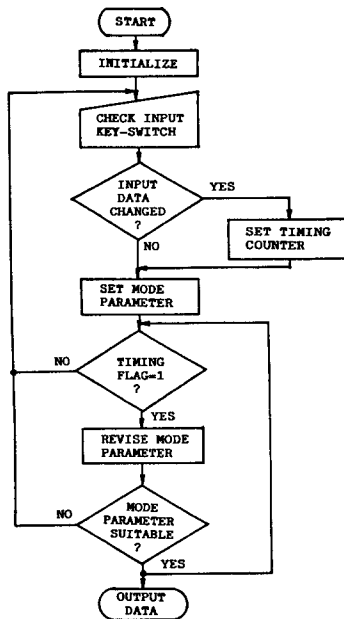 START
INITIALIZE
CHECK INPUT
KEY-SWITCH
INPUT
DATA
CHANGED
?
YES
NO
SET TIMING
COUNTER
SET MODE
PARAMETER
TIMING
FLAG=1
?
NO
YES
REVISE MODE
PARAMETER
MODE
PARAMETER
SUITABLE
?
NO
YES
OUTPUT
DATA